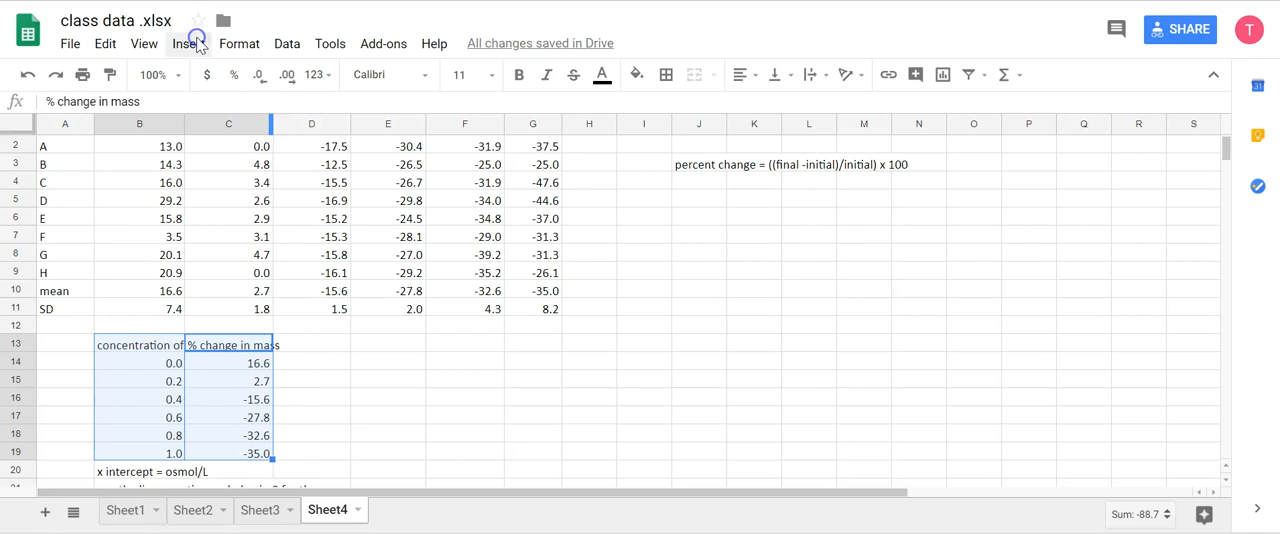 class data .xlsx
File Edit View Insert Format Data Tools Add-ons Help All changes saved in Drive
SHARE
T
100% $ % .0 .00 123 Calibri 11 B I S A
31
fx % change in mass
A B C D E F G H I J K L M N O P Q R S
2 A 13.0 0.0 -17.5 -30.4 -31.9 -37.5
3 B 14.3 4.8 -12.5 -26.5 -25.0 -25.0 percent change = ((final -initial)/initial) x 100
4 C 16.0 3.4 -15.5 -26.7 -31.9 -47.6
5 D 29.2 2.6 -16.9 -29.8 -34.0 -44.6
6 E 15.8 2.9 -15.2 -24.5 -34.8 -37.0
7 F 3.5 3.1 -15.3 -28.1 -29.0 -31.3
8 G 20.1 4.7 -15.8 -27.0 -39.2 -31.3
9 H 20.9 0.0 -16.1 -29.2 -35.2 -26.1
10 mean 16.6 2.7 -15.6 -27.8 -32.6 -35.0
11 SD 7.4 1.8 1.5 2.0 4.3 8.2
12
13 concentration of % change in mass
14 0.0 16.6
15 0.2 2.7
16 0.4 -15.6
17 0.6 -27.8
18 0.8 -32.6
19 1.0 -35.0
20 x intercept = osmol/L
Sheet1 Sheet2 Sheet3 Sheet4 Sum: -88.7